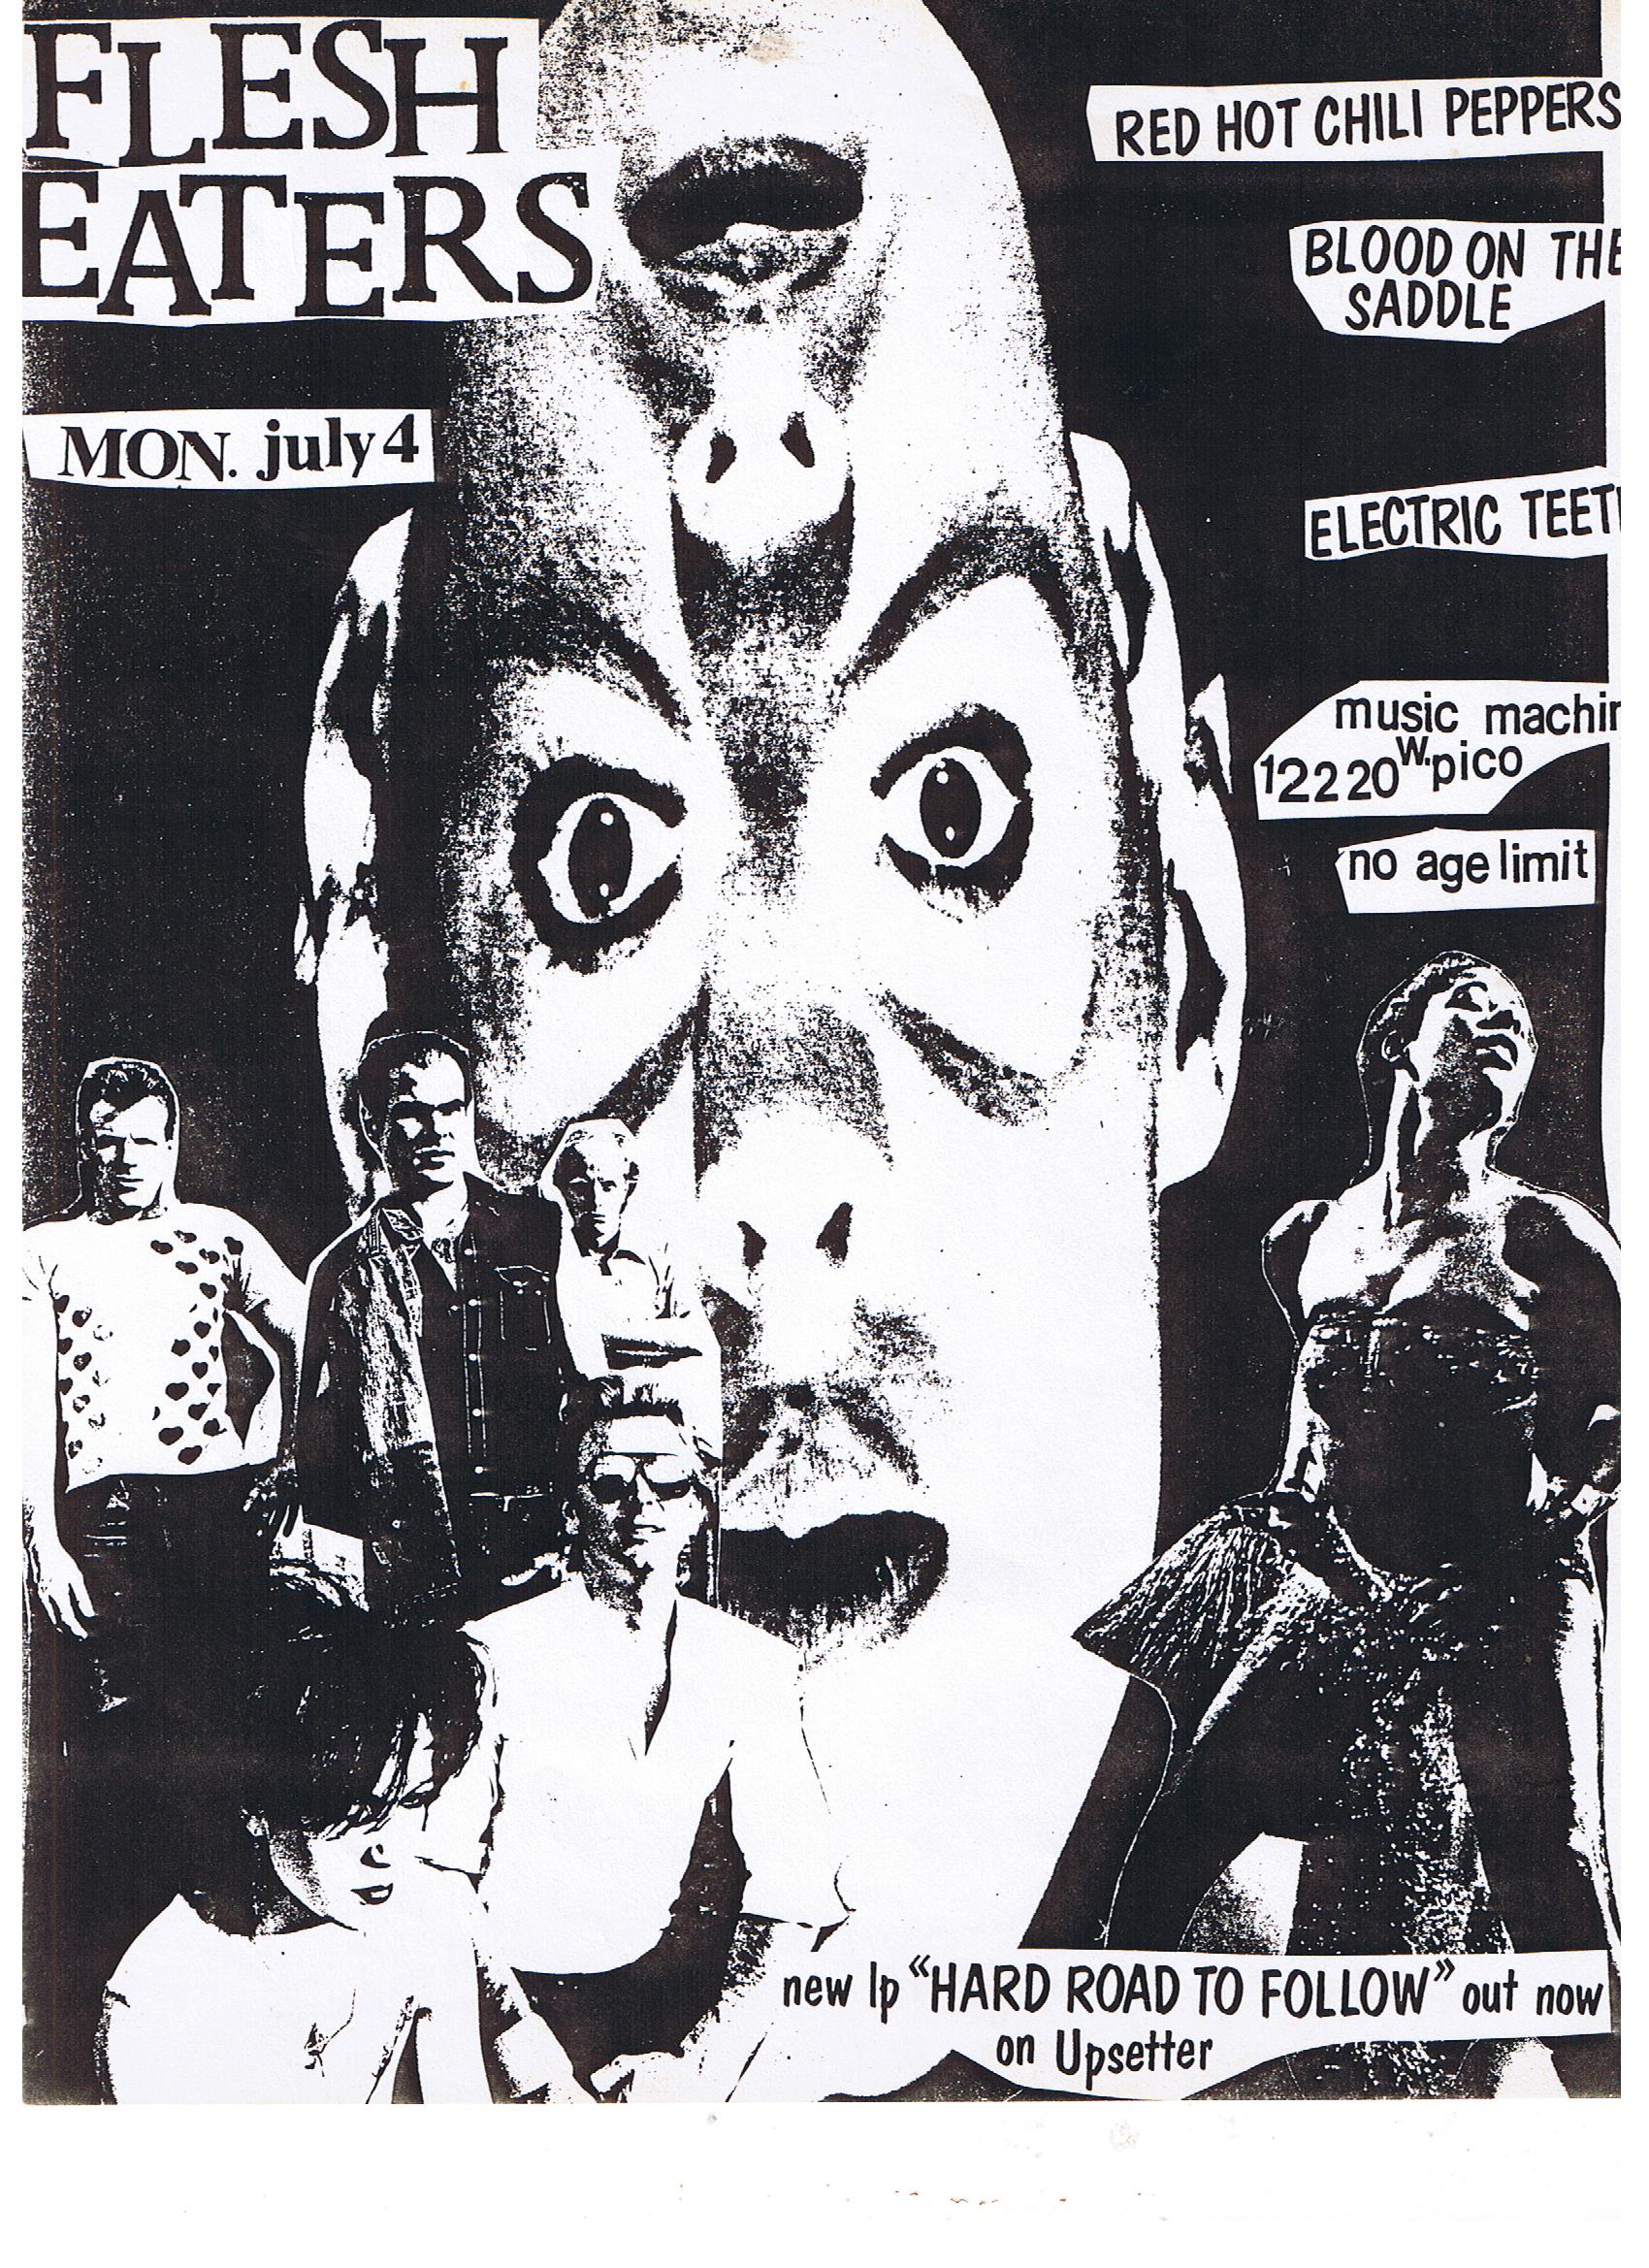 FLESH
EATERS
MON. july 4
RED HOT CHILI PEPPERS
BLOOD ON THE
SADDLE
ELECTRIC TEET
music machin
12220 W. pico
no age limit
new lp “HARD ROAD TO FOLLOW” out now
on Upsetter